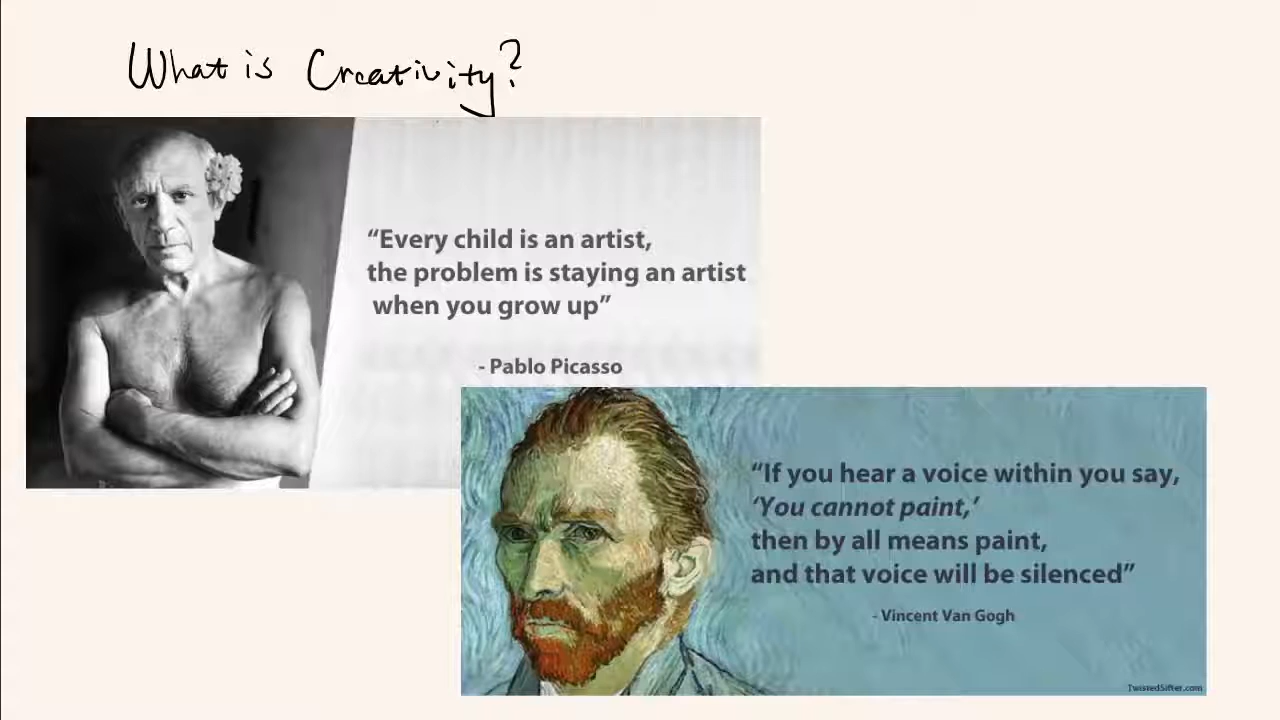 What is Creativity?
“Every child is an artist,
the problem is staying an artist
when you grow up”
- Pablo Picasso
“If you hear a voice within you say,
‘You cannot paint,’
then by all means paint,
and that voice will be silenced”
- Vincent Van Gogh
TwistedSifter.com